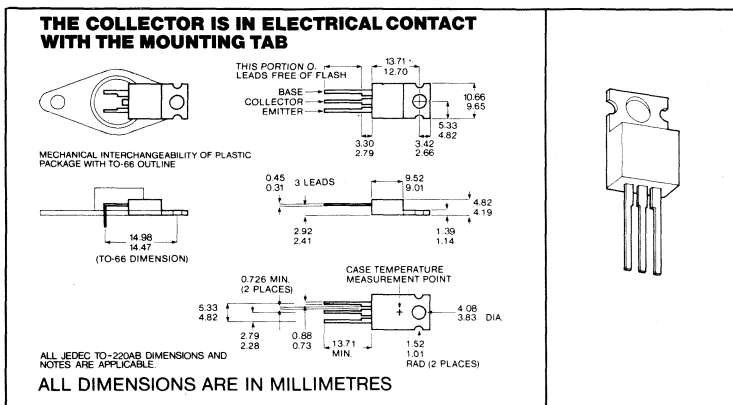 THE COLLECTOR IS IN ELECTRICAL CONTACT
WITH THE MOUNTING TAB
THIS PORTION O.
LEADS FREE OF FLASH
13.71
12.70
BASE
COLLECTOR
EMITTER
10.66
9.65
5.33
4.82
3.30
2.79
3.42
2.66
MECHANICAL INTERCHANGEABILITY OF PLASTIC
PACKAGE WITH TO-66 OUTLINE
0.45
0.31
3 LEADS
9.52
9.01
4.82
4.19
14.98
14.47
(TO-66 DIMENSION)
2.92
2.41
1.39
1.14
0.726 MIN.
(2 PLACES)
CASE TEMPERATURE
MEASUREMENT POINT
5.33
4.82
4.08
3.83 DIA.
2.79
2.28
0.88
0.73
13.71
MIN.
1.52
1.01
RAD (2 PLACES)
ALL JEDEC TO-220AB DIMENSIONS AND
NOTES ARE APPLICABLE.
ALL DIMENSIONS ARE IN MILLIMETRES